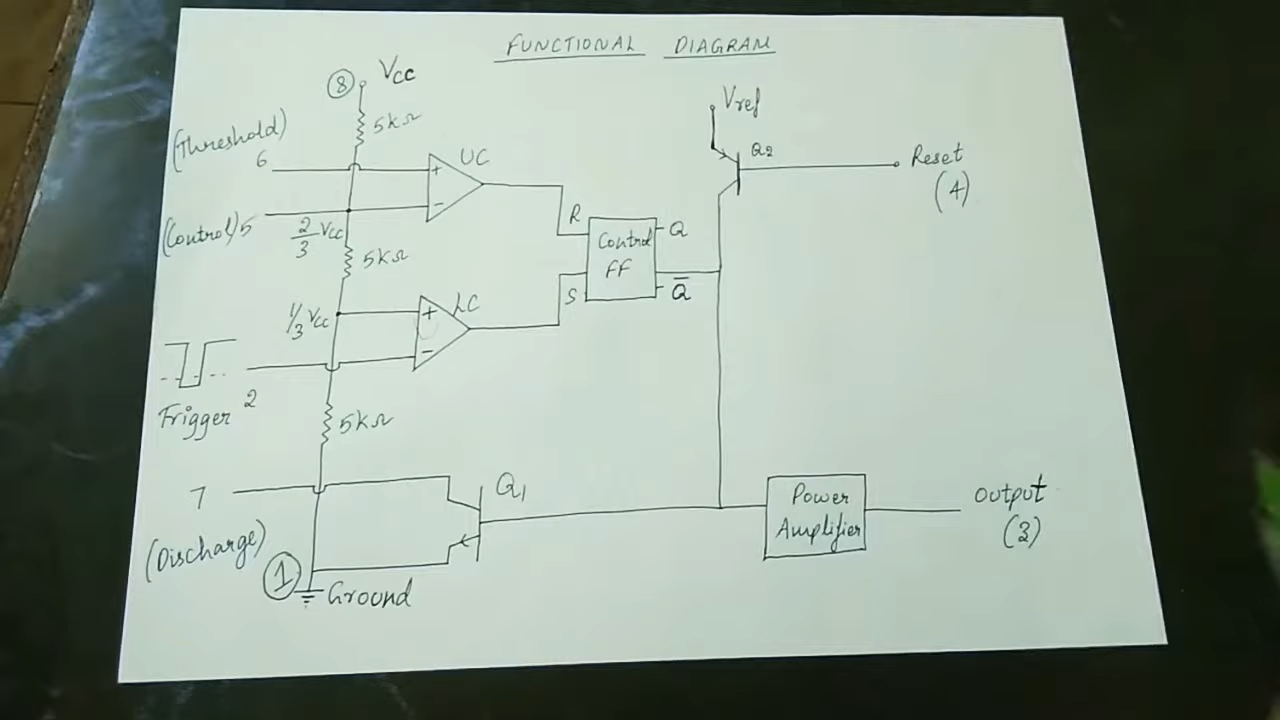 FUNCTIONAL DIAGRAM
8 Vcc
5kΩ
(Threshold)
6
+
-
UC
(Control) 5
2/3 Vcc
5kΩ
R
S
Control
FF
Q
Q̅
Vref
Q2
Reset
(4)
1/3 Vcc
+
-
LC
Trigger 2
5kΩ
7
(Discharge)
Q1
Power
Amplifier
Output
(3)
1
Ground